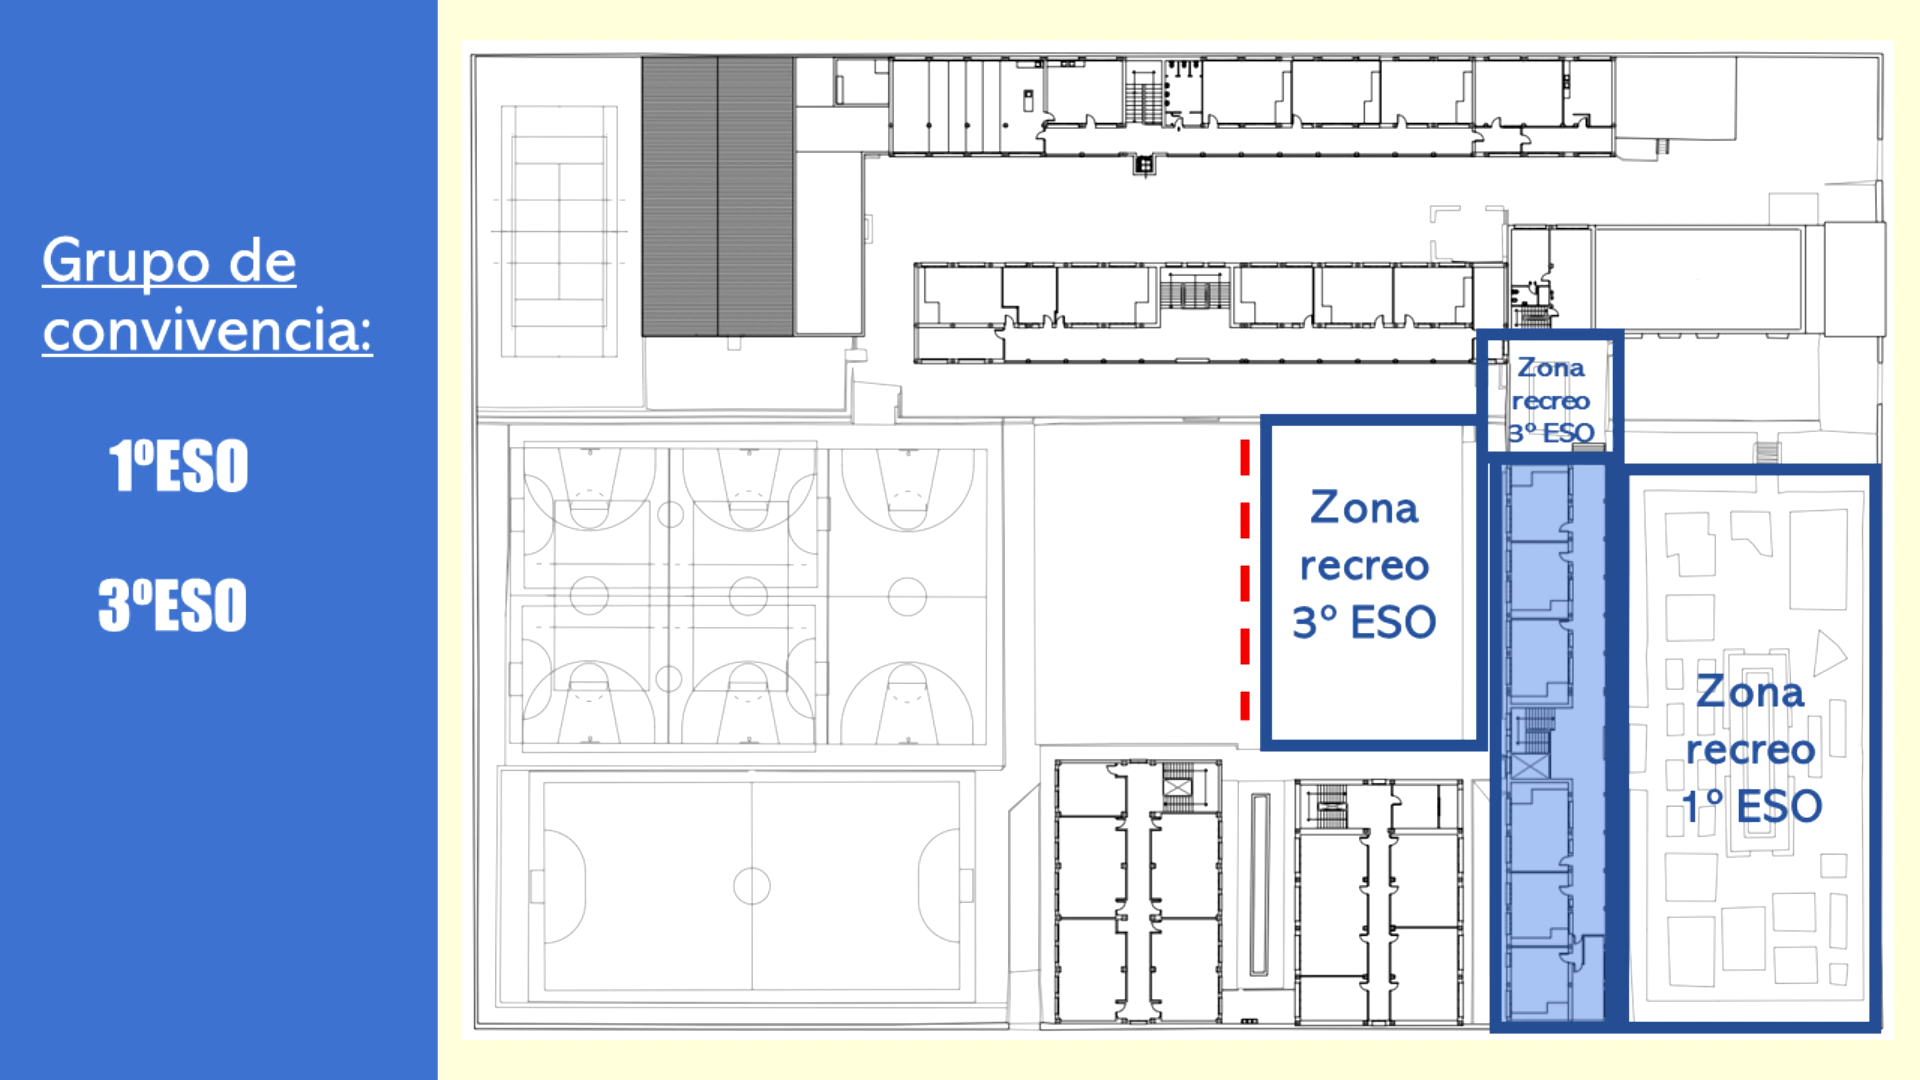 Grupo de
convivencia:
1ºESO
3ºESO
Zona
recreo
3º ESO
Zona
recreo
3º ESO
Zona
recreo
1º ESO